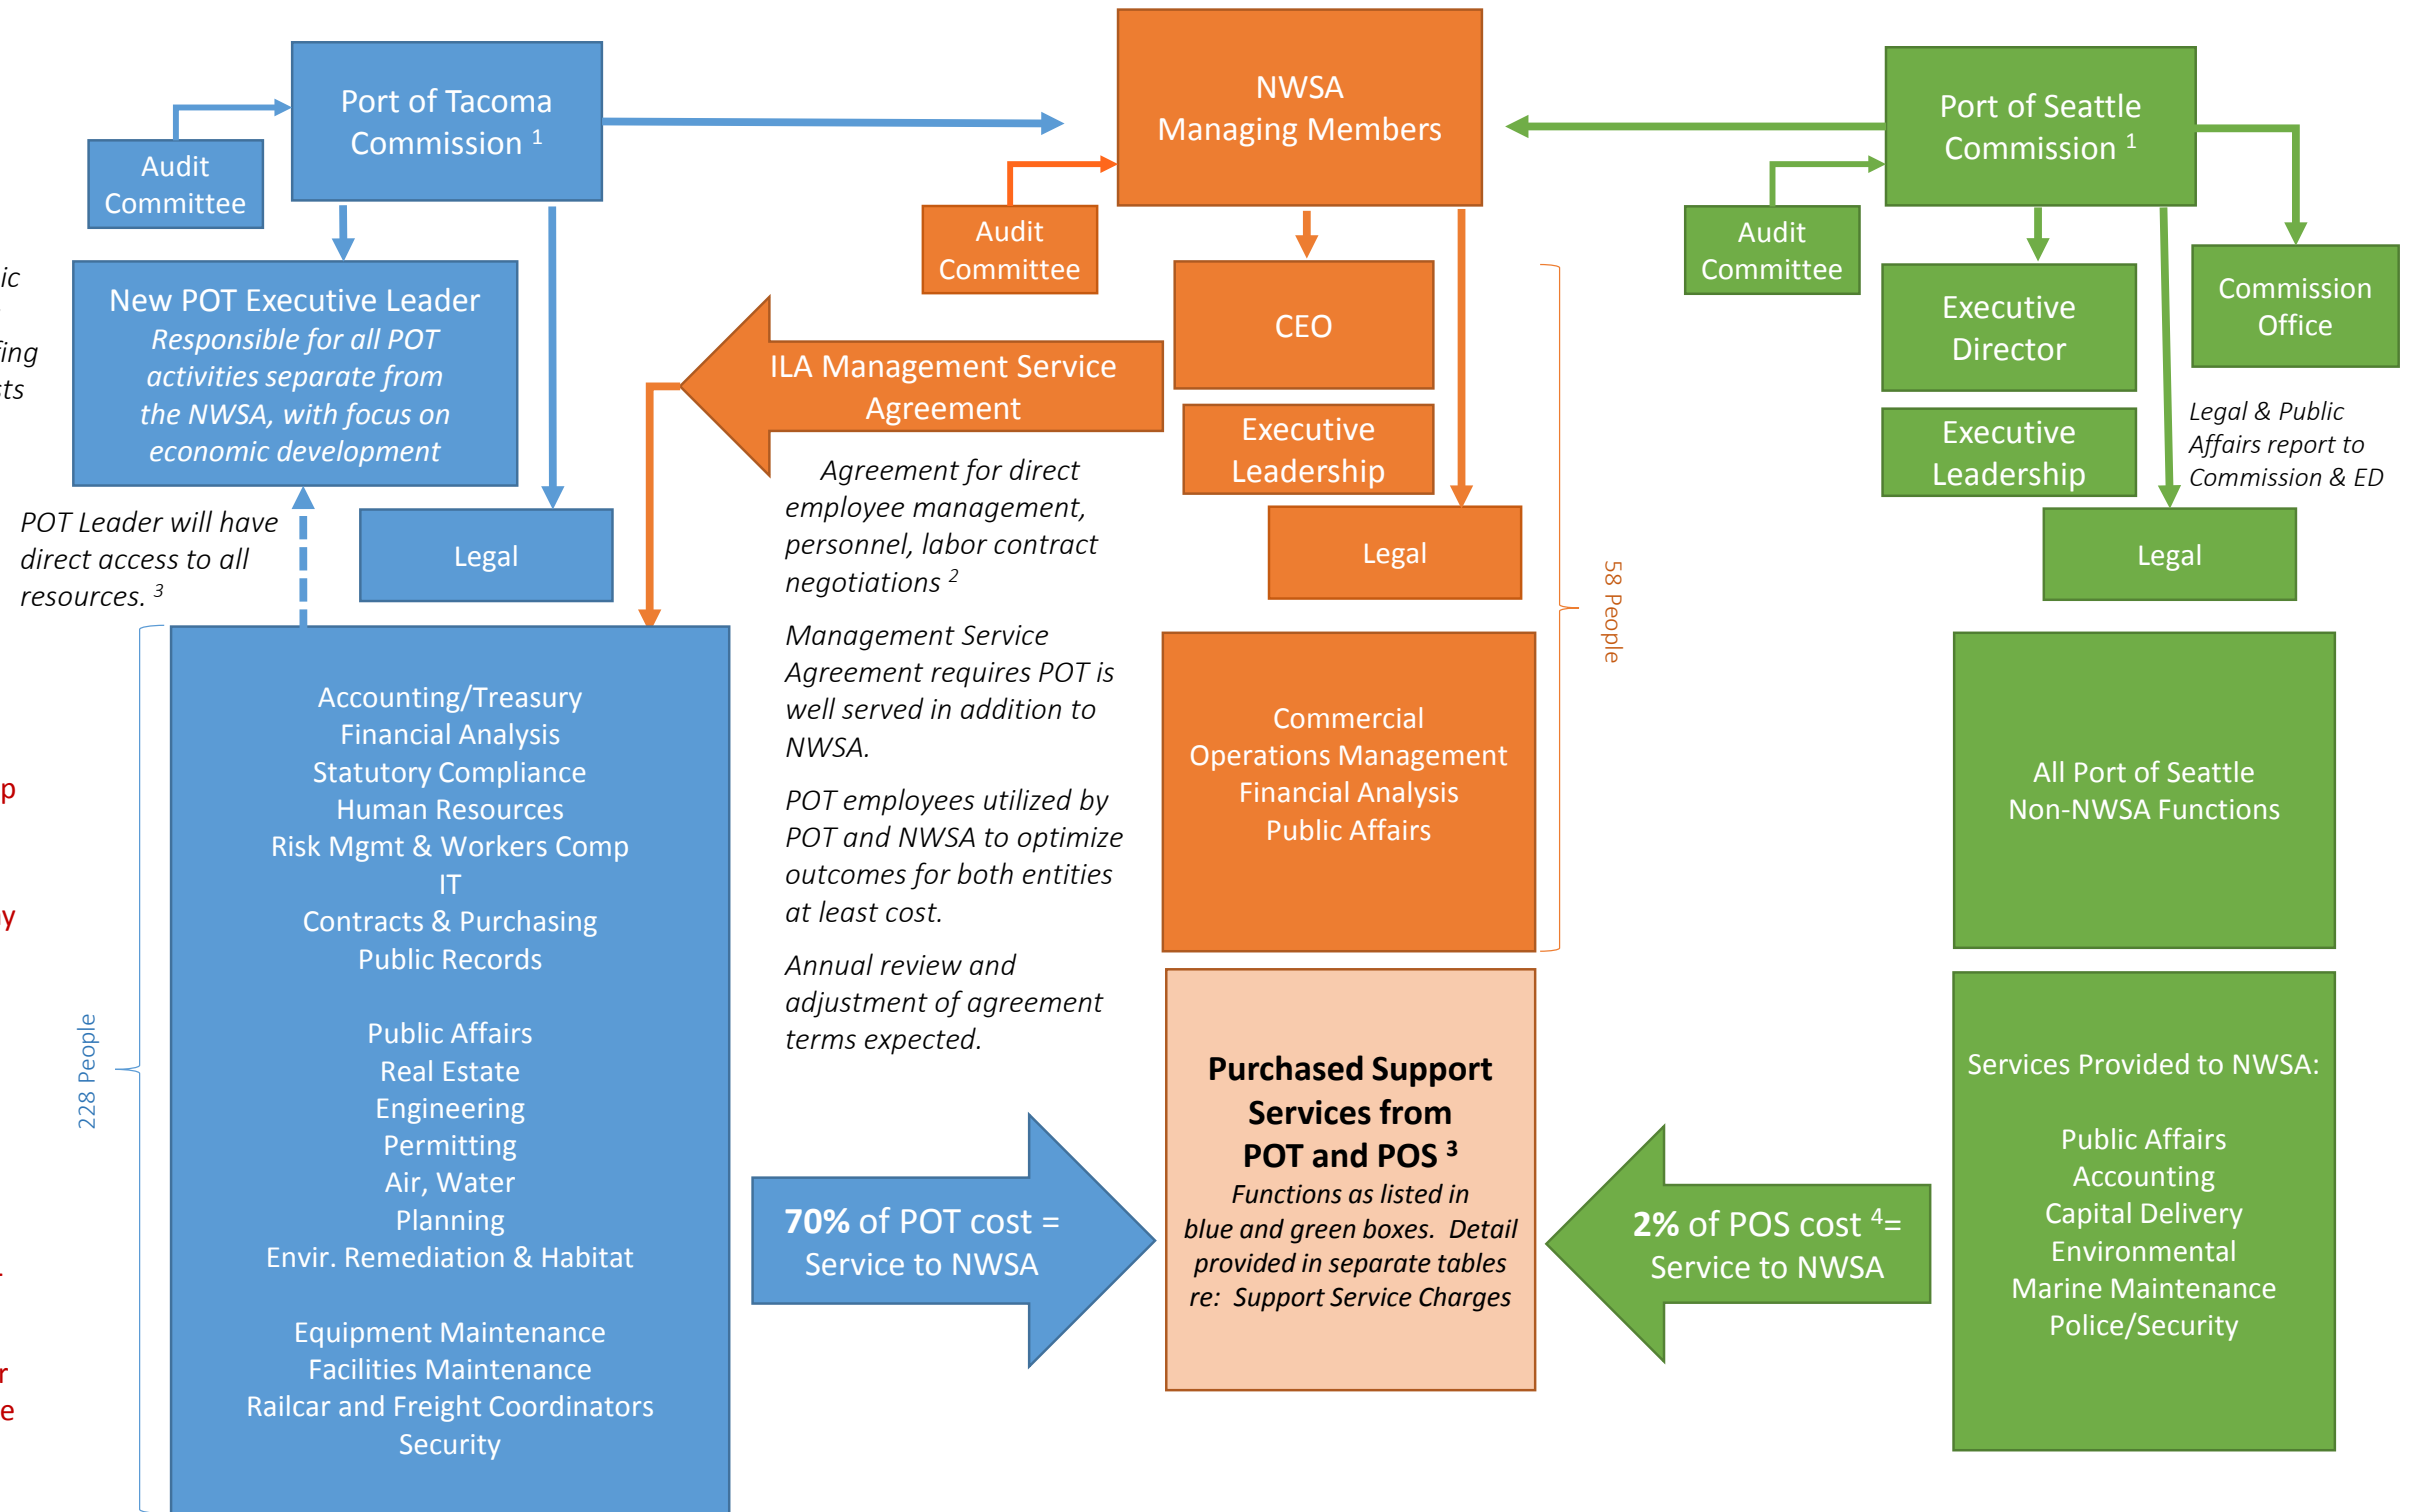 Port of Tacoma
Commission 1
Audit
Committee
New POT Executive Leader
Responsible for all POT
activities separate from
the NWSA, with focus on
economic development
POT Leader will have
direct access to all
resources. 3
Legal
228 People
Accounting/Treasury
Financial Analysis
Statutory Compliance
Human Resources
Risk Mgmt & Workers Comp
IT
Contracts & Purchasing
Public Records
Public Affairs
Real Estate
Engineering
Permitting
Air, Water
Planning
Envir. Remediation & Habitat
Equipment Maintenance
Facilities Maintenance
Railcar and Freight Coordinators
Security
NWSA
Managing Members
Audit
Committee
CEO
ILA Management Service
Agreement
Executive
Leadership
Legal
Agreement for direct
employee management,
personnel, labor contract
negotiations 2
Management Service
Agreement requires POT is
well served in addition to
NWSA.
POT employees utilized by
POT and NWSA to optimize
outcomes for both entities
at least cost.
Annual review and
adjustment of agreement
terms expected.
58 People
Commercial
Operations Management
Financial Analysis
Public Affairs
70% of POT cost =
Service to NWSA
Purchased Support
Services from
POT and POS 3
Functions as listed in
blue and green boxes.  Detail
provided in separate tables
re:  Support Service Charges
2% of POS cost 4=
Service to NWSA
Port of Seattle
Commission 1
Audit
Committee
Executive
Director
Commission
Office
Executive
Leadership
Legal & Public
Affairs report to
Commission & ED
Legal
All Port of Seattle
Non-NWSA Functions
Services Provided to NWSA:
Public Affairs
Accounting
Capital Delivery
Environmental
Marine Maintenance
Police/Security